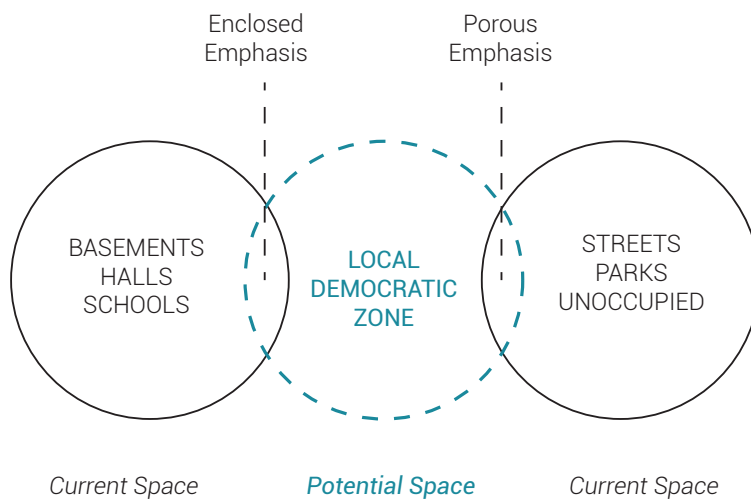 Enclosed
Emphasis
Porous
Emphasis
BASEMENTS
HALLS
SCHOOLS
LOCAL
DEMOCRATIC
ZONE
STREETS
PARKS
UNOCCUPIED
Current Space
Potential Space
Current Space